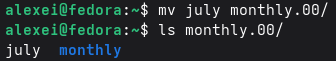 alexei@fedora:~$ mv july monthly.00/
alexei@fedora:~$ ls monthly.00/
july  monthly